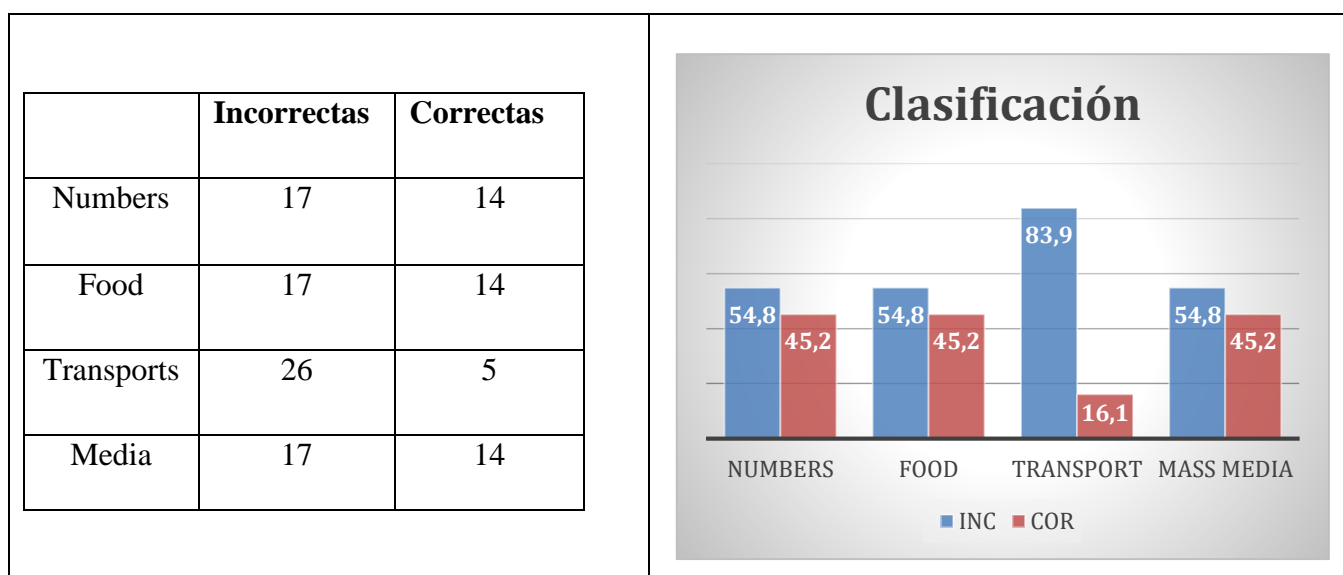 Incorrectas Correctas
Numbers 17 14
Food 17 14
Transports 26 5
Media 17 14
Clasificación
83,9
54,8 54,8 54,8
45,2 45,2 45,2
16,1
NUMBERS FOOD TRANSPORT MASS MEDIA
INC COR